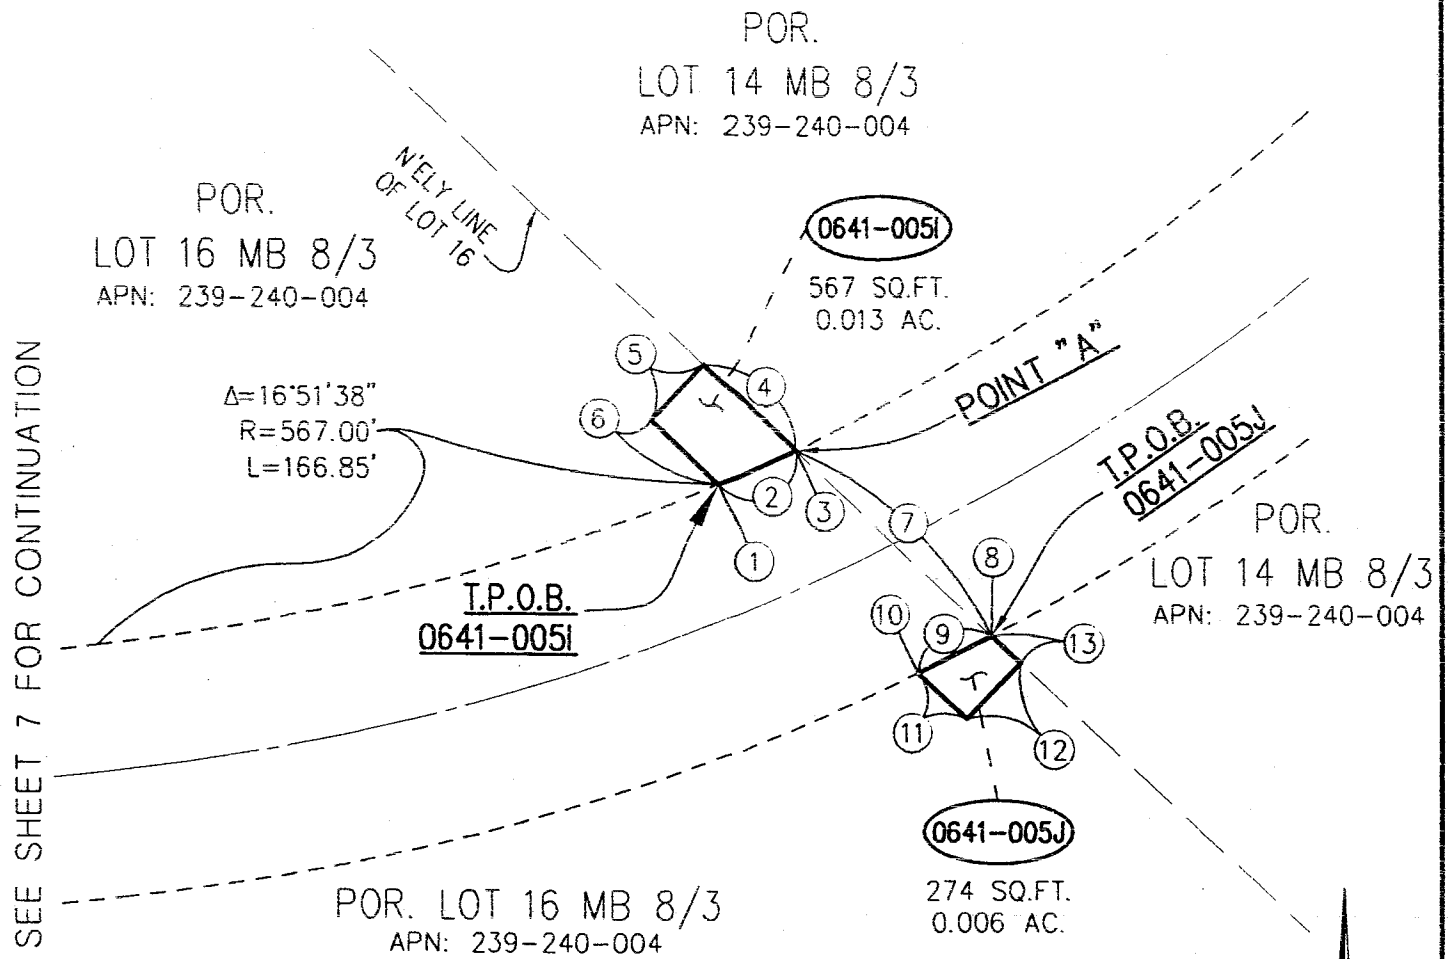 POR.
LOT 14 MB 8/3
APN: 239-240-004
N'ELY LINE
OF LOT 16
POR.
LOT 16 MB 8/3
APN: 239-240-004
0641-005I
567 SQ.FT.
0.013 AC.
SEE SHEET 7 FOR CONTINUATION
Δ=16°51'38"
R=567.00'
L=166.85'
5
4
6
POINT "A"
2
3
1
7
8
T.P.O.B.
0641-005I
T.P.O.B.
0641-005J
POR.
LOT 14 MB 8/3
APN: 239-240-004
10
9
13
11
12
0641-005J
274 SQ.FT.
0.006 AC.
POR. LOT 16 MB 8/3
APN: 239-240-004